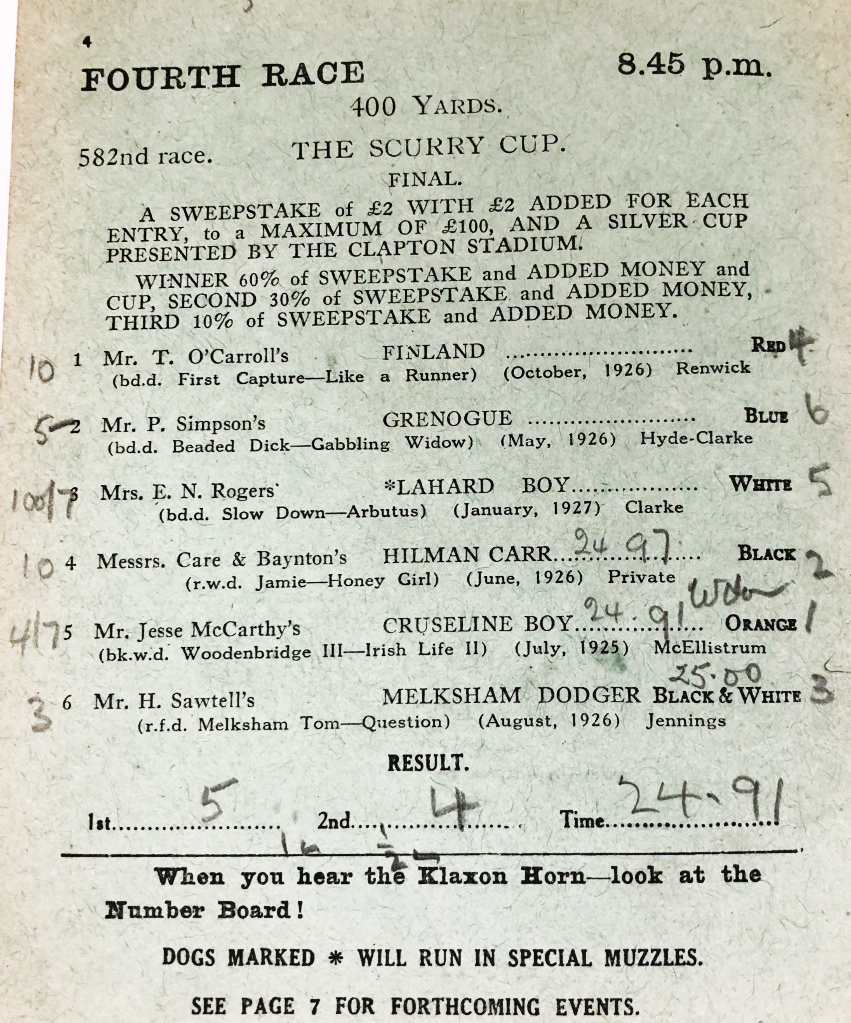 4
FOURTH RACE 8.45 p.m.
400 YARDS.
582nd race. THE SCURRY CUP.
FINAL.
A SWEEPSTAKE of £2 WITH £2 ADDED FOR EACH
ENTRY, to a MAXIMUM OF £100, AND A SILVER CUP
PRESENTED BY THE CLAPTON STADIUM.
WINNER 60% of SWEEPSTAKE and ADDED MONEY and
CUP, SECOND 30% of SWEEPSTAKE and ADDED MONEY,
THIRD 10% of SWEEPSTAKE and ADDED MONEY.
10 1 Mr. T. O'Carroll's FINLAND ........................... RED 4
(bd.d. First Capture—Like a Runner) (October, 1926) Renwick
5 2 Mr. P. Simpson's GRENOGUE ........................ BLUE 6
(bd.d. Beaded Dick—Gabbling Widow) (May, 1926) Hyde-Clarke
100/7 3 Mrs. E. N. Rogers' *LAHARD BOY.................. WHITE 5
(bd.d. Slow Down—Arbutus) (January, 1927) Clarke
10 4 Messrs. Care & Baynton's HILMAN CARR...24.97..... BLACK 2
(r.w.d. Jamie—Honey Girl) (June, 1926) Private
4/7 5 Mr. Jesse McCarthy's CRUSELINE BOY...24.91.... ORANGE 1
(bk.w.d. Woodenbridge III—Irish Life II) (July, 1925) McEllistrum
25.00
3 6 Mr. H. Sawtell's MELKSHAM DODGER BLACK & WHITE 3
(r.f.d. Melksham Tom—Question) (August, 1926) Jennings
RESULT.
1st....5.... 2nd....4.... Time....24.91....
When you hear the Klaxon Horn—look at the
Number Board!
DOGS MARKED * WILL RUN IN SPECIAL MUZZLES.
SEE PAGE 7 FOR FORTHCOMING EVENTS.